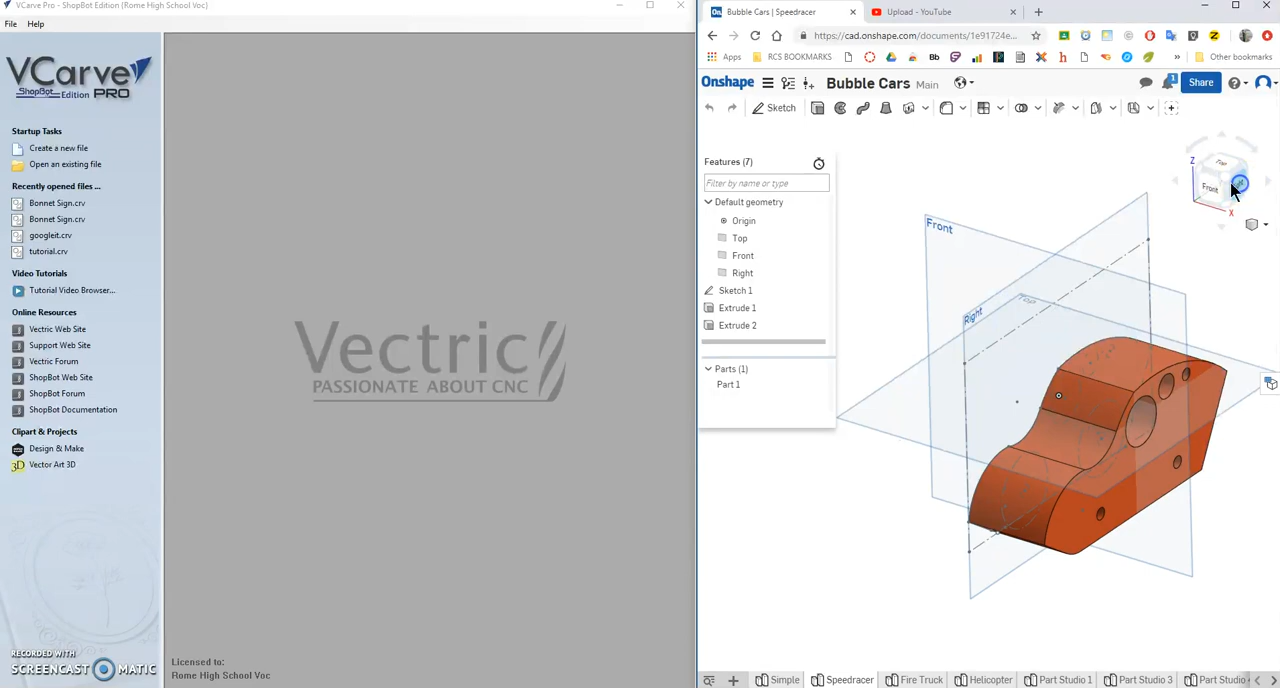 VCarve Pro - ShopBot Edition {Rome High School Voc}
File Help
VCarve
ShopBot Edition PRO
Startup Tasks
Create a new file
Open an existing file
Recently opened files ...
Bonnet Sign.crv
Bonnet Sign.crv
googleit.crv
tutorial.crv
Video Tutorials
Tutorial Video Browser...
Online Resources
Vectric Web Site
Support Web Site
Vectric Forum
ShopBot Web Site
ShopBot Forum
ShopBot Documentation
Clipart & Projects
Design & Make
Vector Art 3D
RECORDED WITH
SCREENCAST MATIC
Vectric
PASSIONATE ABOUT CNC
Licensed to:
Rome High School Voc
On Bubble Cars | Speedracer
Upload - YouTube
https://cad.onshape.com/documents/1e91724e...
Apps RCS BOOKMARKS Bb » Other bookmarks
Onshape Bubble Cars Main 1 Share
Sketch
Features (7)
Filter by name or type
Default geometry
Origin
Top
Front
Right
Sketch 1
Extrude 1
Extrude 2
Parts (1)
Part 1
Z
Top
Front
X
Front
Top
Right
Simple Speedracer Fire Truck Helicopter Part Studio 1 Part Studio 3 Part Studio